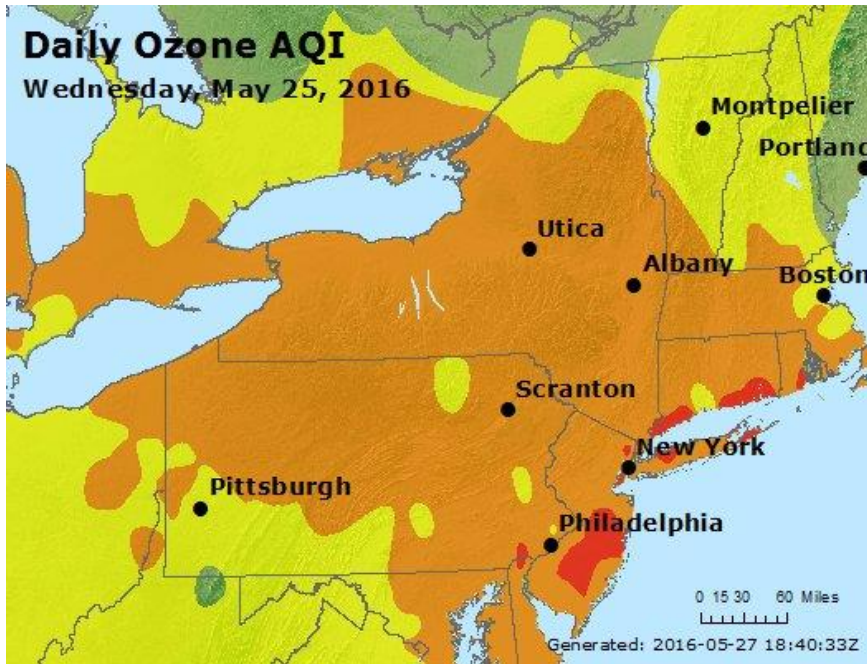 Daily Ozone AQI
Wednesday, May 25, 2016
Montpelier
Portland
Utica
Albany
Boston
Scranton
New York
Pittsburgh
Philadelphia
0 15 30 60 Miles
Generated: 2016-05-27 18:40:33Z